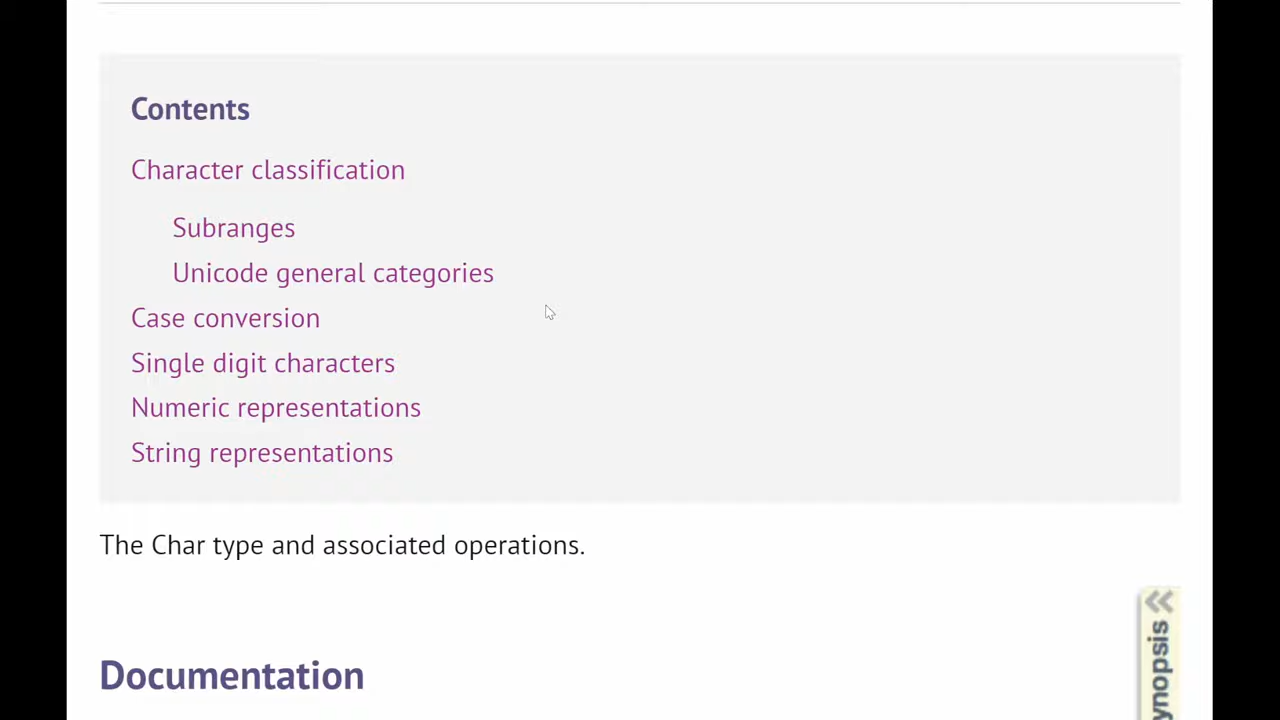 Contents
Character classification
Subranges
Unicode general categories
Case conversion
Single digit characters
Numeric representations
String representations
The Char type and associated operations.
Documentation